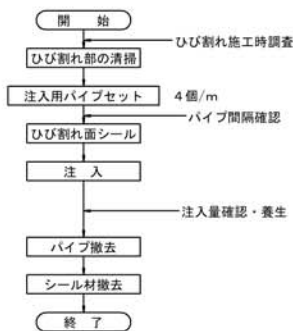 開 始
ひび割れ施工時調査
ひび割れ部の清掃
注入用パイプセット 4個/m
パイプ間隔確認
ひび割れ面シール
注 入
注入量確認・養生
パイプ撤去
シール材撤去
終 了